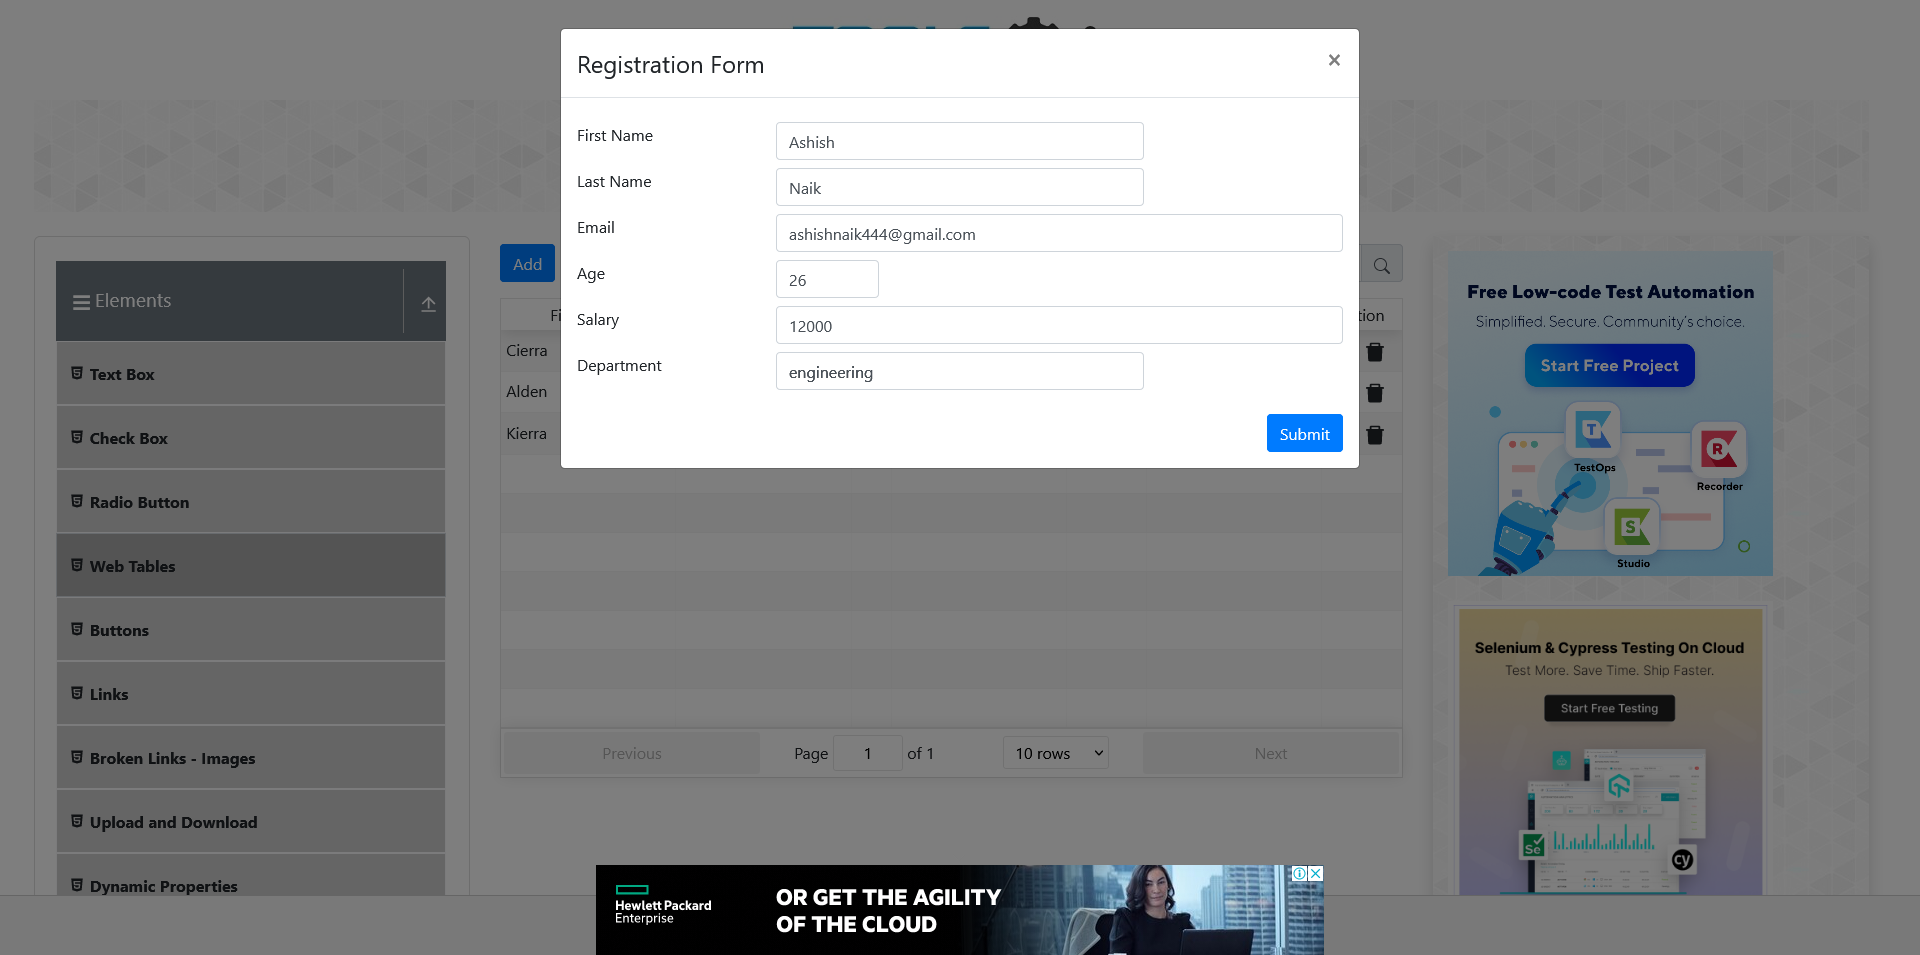 Registration Form
×
First Name
Ashish
Last Name
Naik
Email
ashishnaik444@gmail.com
Age
26
Salary
12000
Department
engineering
Submit
Elements
Text Box
Check Box
Radio Button
Web Tables
Buttons
Links
Broken Links - Images
Upload and Download
Dynamic Properties
Add
Cierra
Alden
Kierra
Previous
Page 1 of 1
10 rows
Next
Free Low-code Test Automation
Simplified. Secure. Community's choice.
Start Free Project
T
TestOps
R
Recorder
S
Studio
Selenium & Cypress Testing On Cloud
Test More. Save Time. Ship Faster.
Start Free Testing
Se
cy
Hewlett Packard
Enterprise
OR GET THE AGILITY
OF THE CLOUD